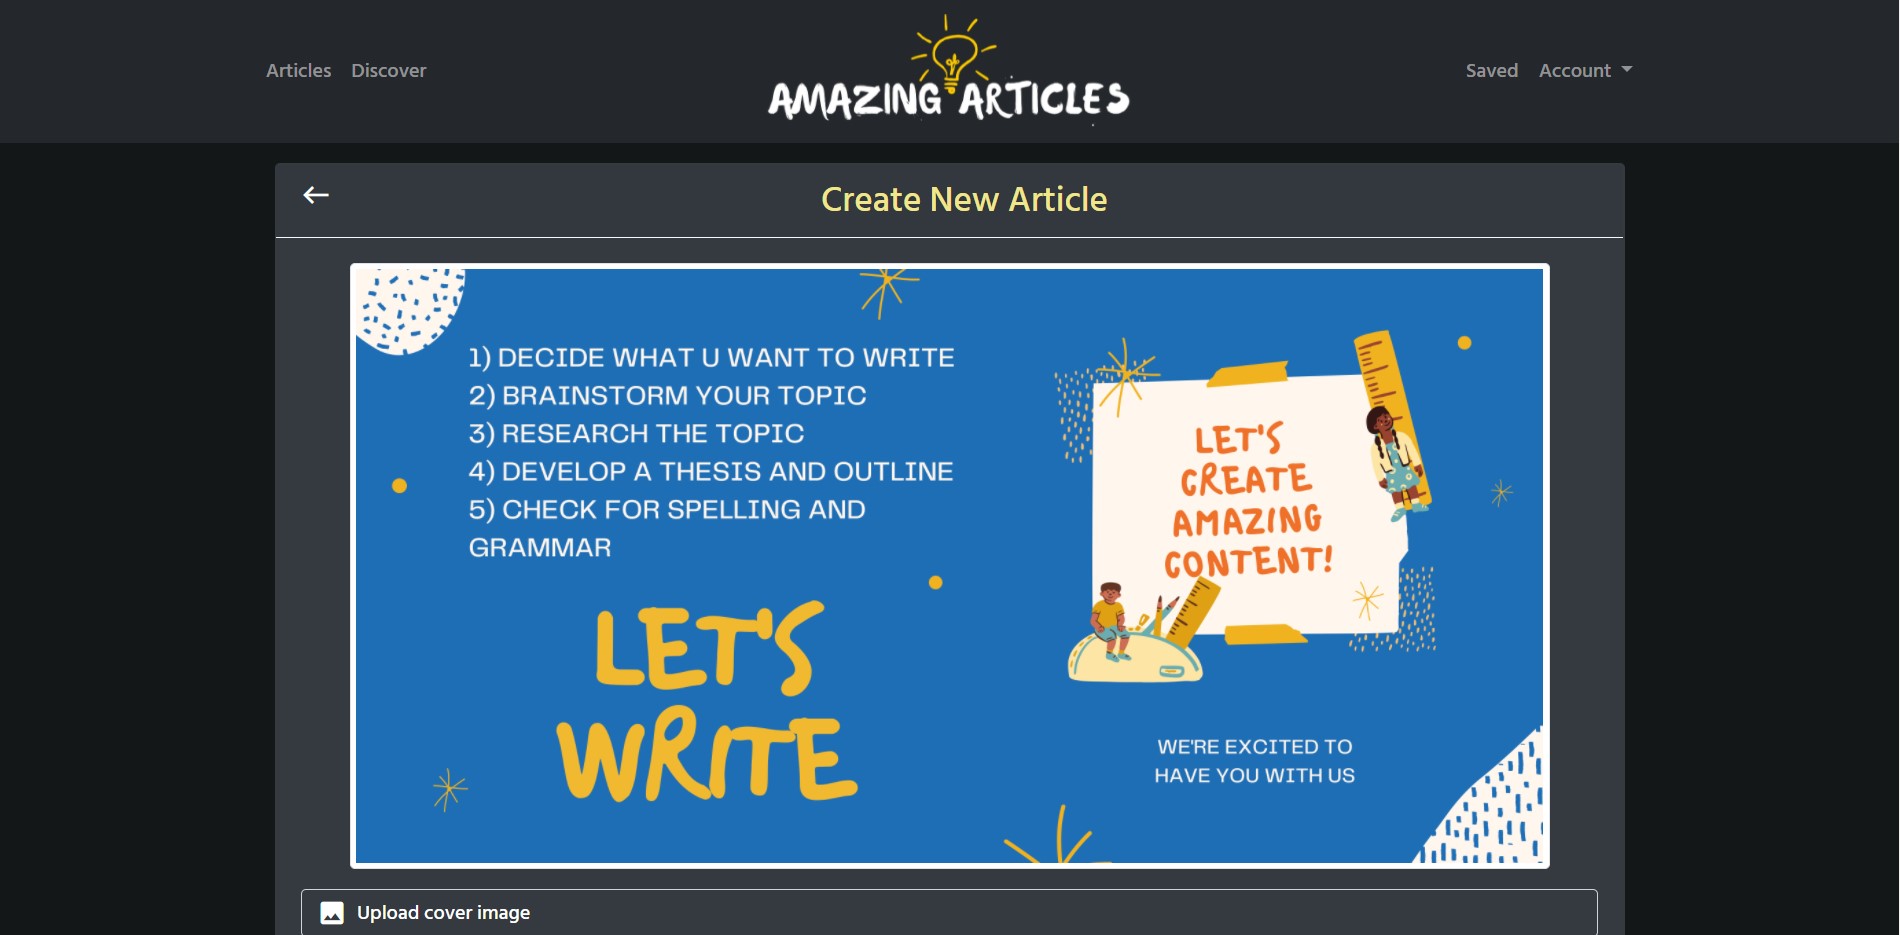 Articles Discover
AMAZING ARTICLES
Saved Account
Create New Article
1) DECIDE WHAT U WANT TO WRITE
2) BRAINSTORM YOUR TOPIC
3) RESEARCH THE TOPIC
4) DEVELOP A THESIS AND OUTLINE
5) CHECK FOR SPELLING AND
GRAMMAR
LET'S
WRITE
LET'S
CREATE
AMAZING
CONTENT!
WE'RE EXCITED TO
HAVE YOU WITH US
Upload cover image